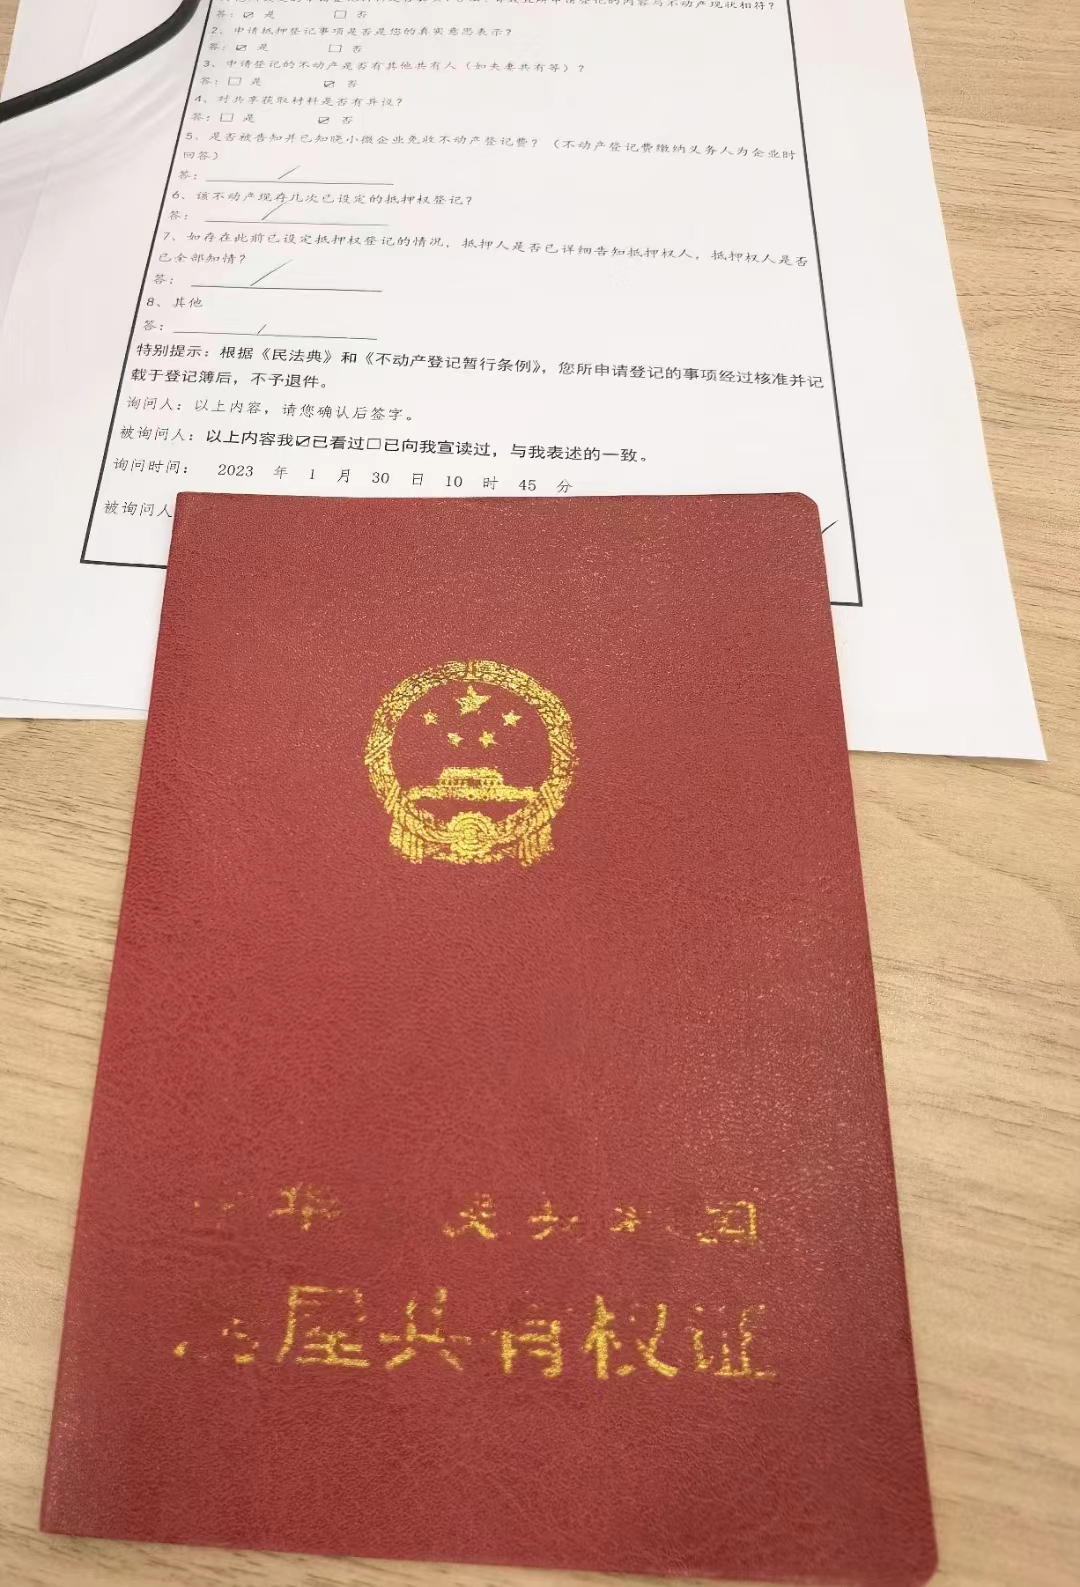 答：☑ 是 ☐ 否
2、申请抵押登记事项是否是您的真实意思表示？
答：☑ 是 ☐ 否
3、申请登记的不动产是否有其他共有人（如夫妻共有等）？
答：☐ 是 ☑ 否
4、对共享获取材料是否有异议？
答：☐ 是 ☑ 否
5、是否被告知并已知晓小微企业免收不动产登记费？（不动产登记费缴纳义务人为企业时
回答）
答：
6、该不动产现存几次已设定的抵押权登记？
答：
7、如存在此前已设定抵押权登记的情况，抵押人是否已详细告知抵押权人，抵押权人是否
已全部知情？
答：
8、其他
答：
特别提示：根据《民法典》和《不动产登记暂行条例》，您所申请登记的事项经过核准并记
载于登记簿后，不予退件。
询问人：以上内容，请您确认后签字。
被询问人：以上内容我☑已看过☐已向我宣读过，与我表述的一致。
询问时间： 2023 年 1 月 30 日 10 时 45 分
被询问人
华 共 国
屋共有权证